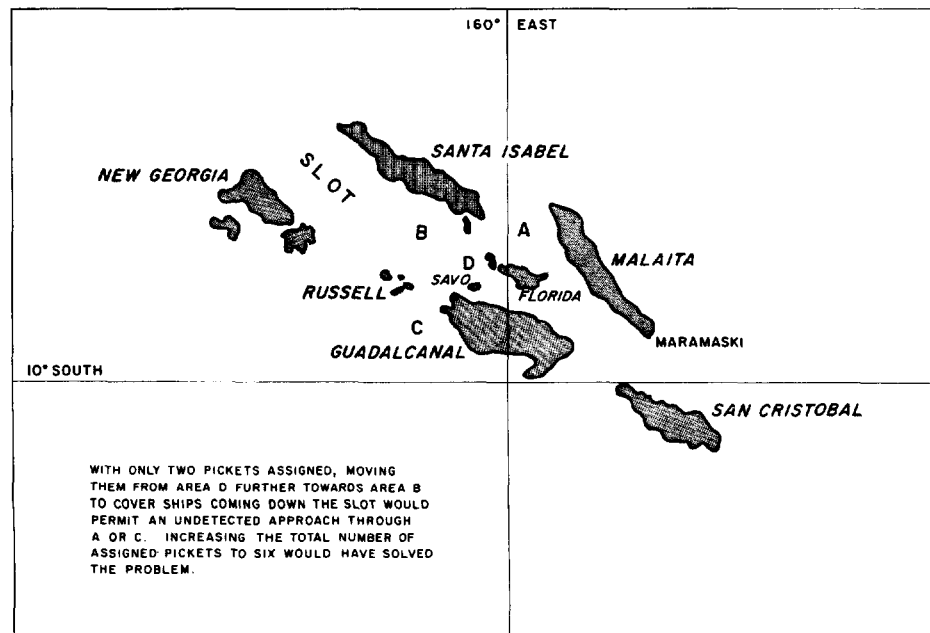 160° EAST
SANTA ISABEL
SLOT
NEW GEORGIA
A
B
MALAITA
D
SAVO
FLORIDA
RUSSELL
C
MARAMASKI
GUADALCANAL
10° SOUTH
SAN CRISTOBAL
WITH ONLY TWO PICKETS ASSIGNED, MOVING
THEM FROM AREA D FURTHER TOWARDS AREA B
TO COVER SHIPS COMING DOWN THE SLOT WOULD
PERMIT AN UNDETECTED APPROACH THROUGH
A OR C. INCREASING THE TOTAL NUMBER OF
ASSIGNED PICKETS TO SIX WOULD HAVE SOLVED
THE PROBLEM.